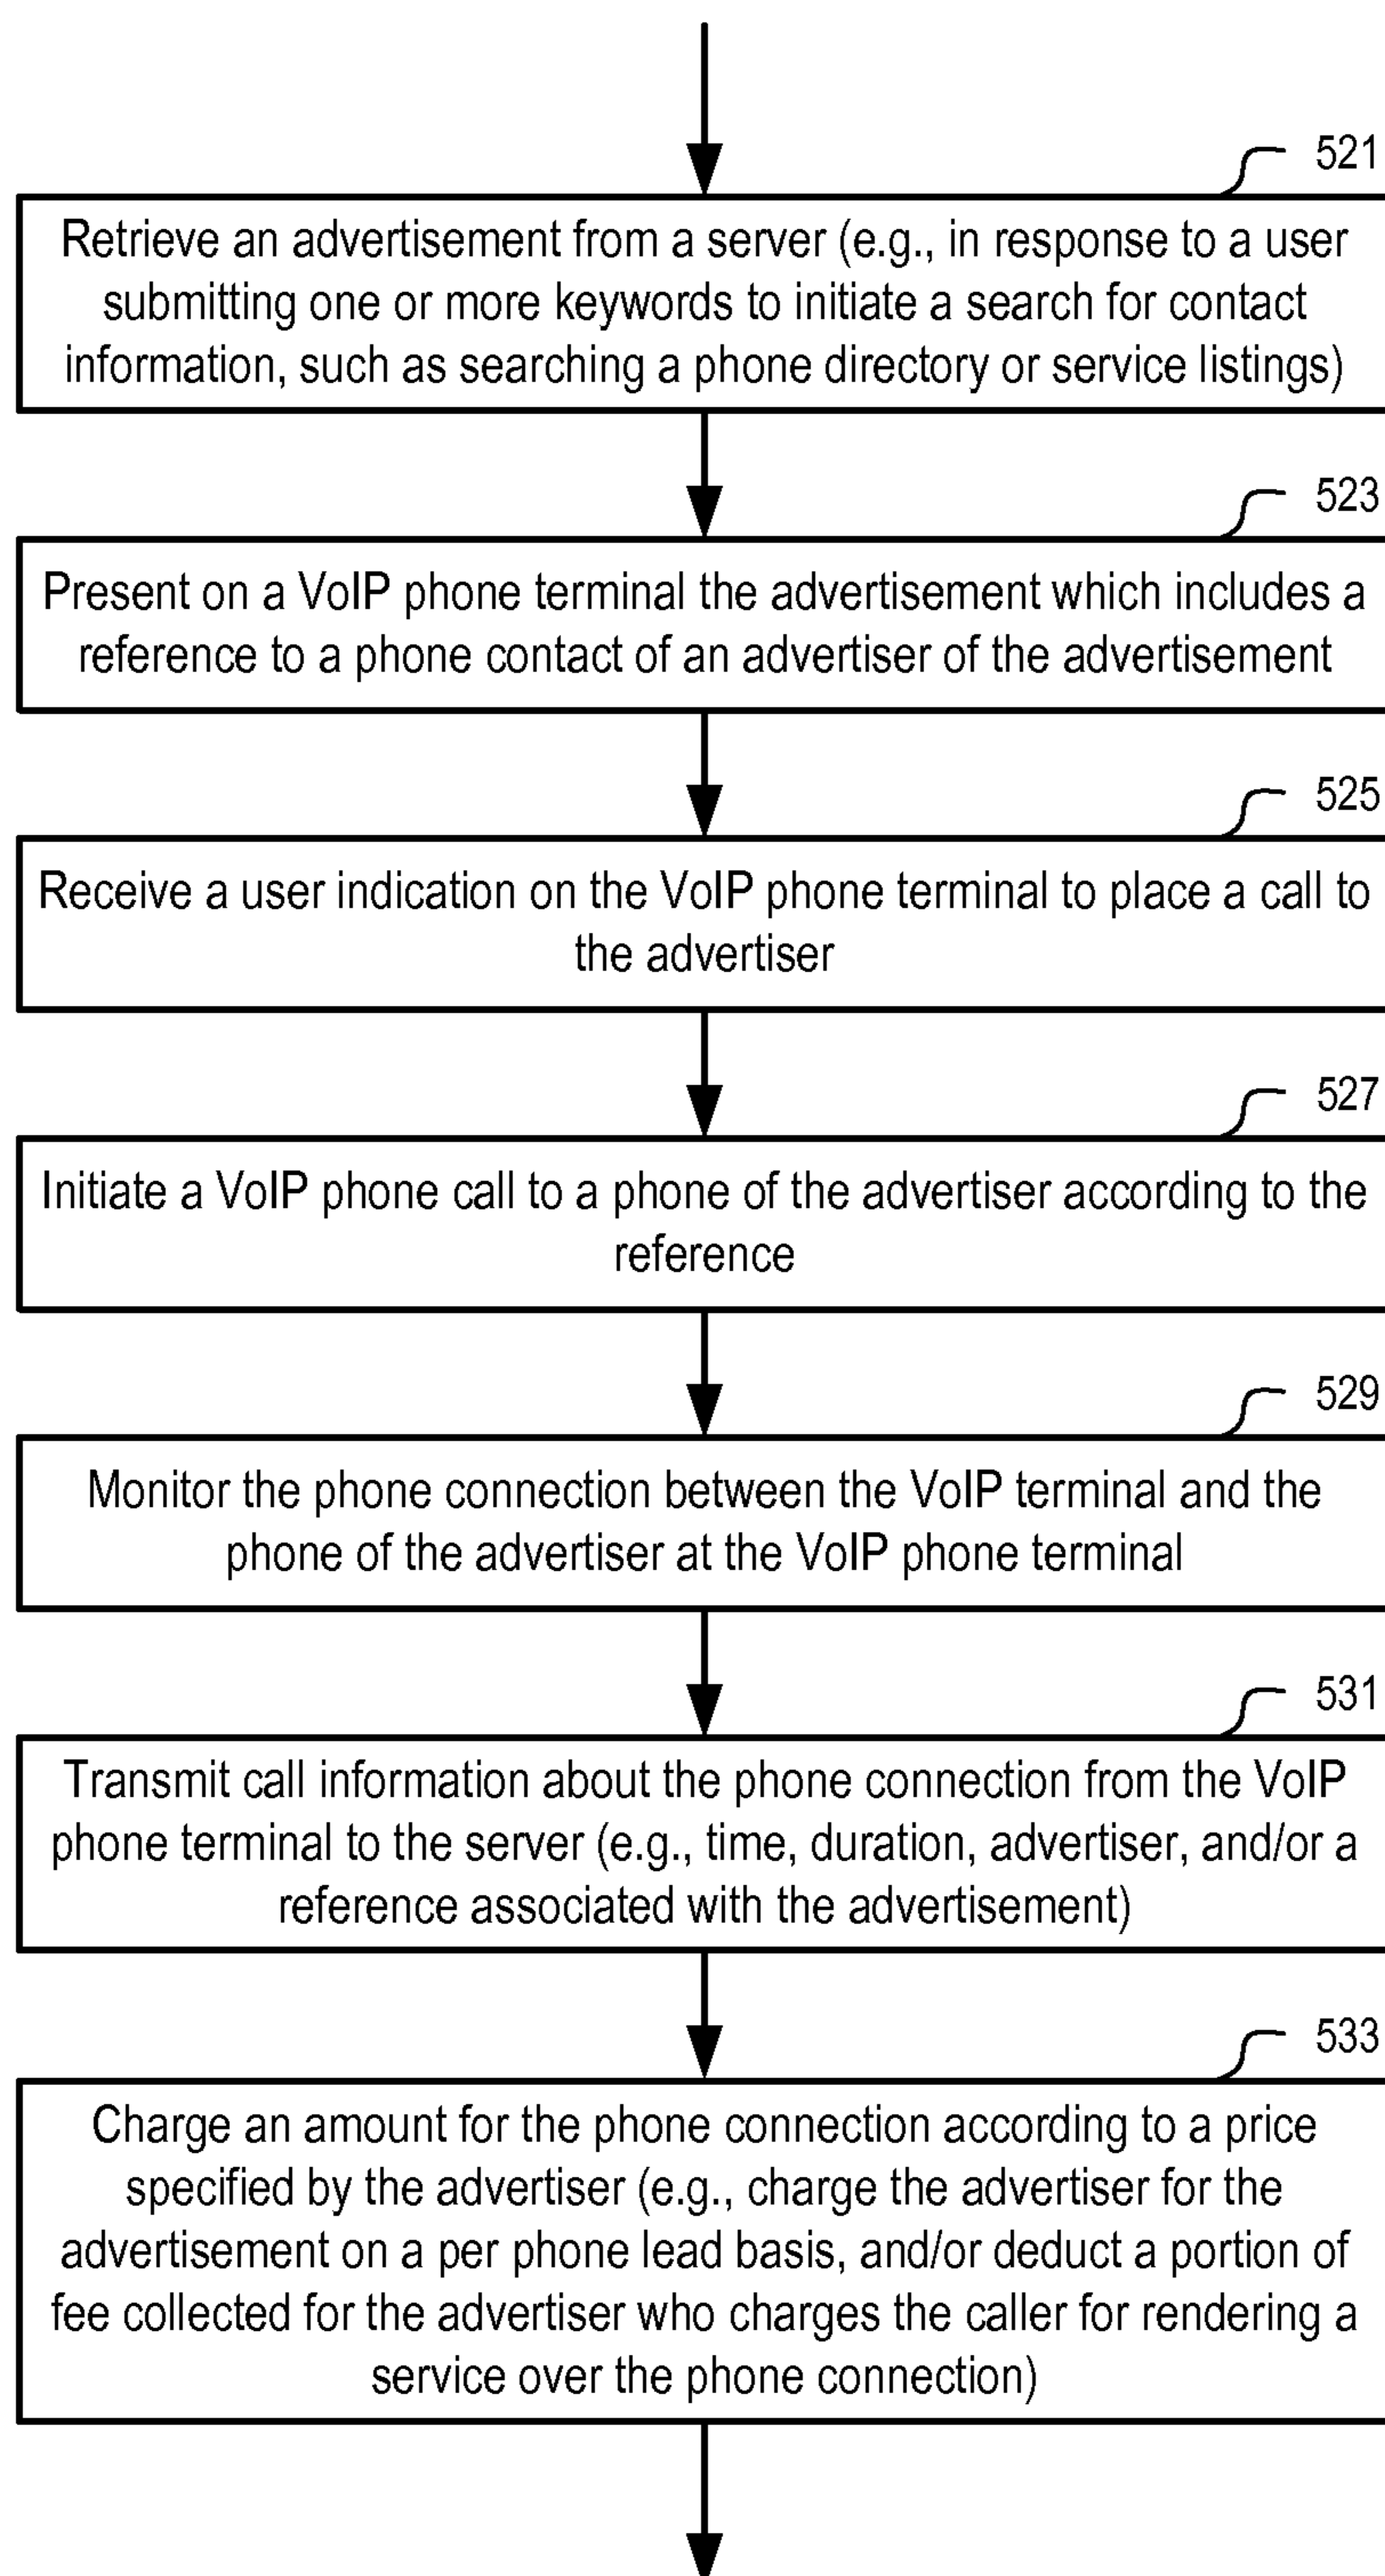 521
Retrieve an advertisement from a server (e.g., in response to a user
submitting one or more keywords to initiate a search for contact
information, such as searching a phone directory or service listings)
523
Present on a VoIP phone terminal the advertisement which includes a
reference to a phone contact of an advertiser of the advertisement
525
Receive a user indication on the VoIP phone terminal to place a call to
the advertiser
527
Initiate a VoIP phone call to a phone of the advertiser according to the
reference
529
Monitor the phone connection between the VoIP terminal and the
phone of the advertiser at the VoIP phone terminal
531
Transmit call information about the phone connection from the VoIP
phone terminal to the server (e.g., time, duration, advertiser, and/or a
reference associated with the advertisement)
533
Charge an amount for the phone connection according to a price
specified by the advertiser (e.g., charge the advertiser for the
advertisement on a per phone lead basis, and/or deduct a portion of
fee collected for the advertiser who charges the caller for rendering a
service over the phone connection)